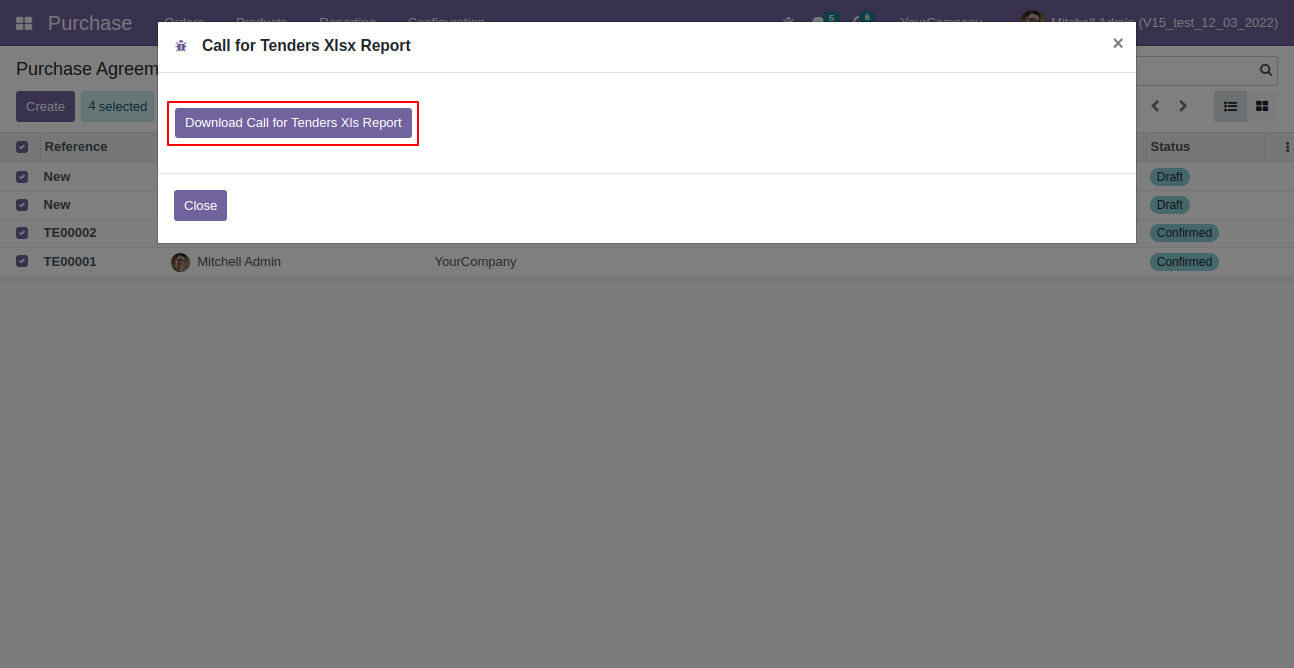 Purchase Orders Products Reporting Configuration 5 6 YourCompany Mitchell Admin (V15_test_12_03_2022)
Call for Tenders Xlsx Report ×
Purchase Agreem
Create 4 selected
Download Call for Tenders Xls Report
Reference Status
New Draft
New Draft
Close
TE00002 Confirmed
TE00001 Mitchell Admin YourCompany Confirmed